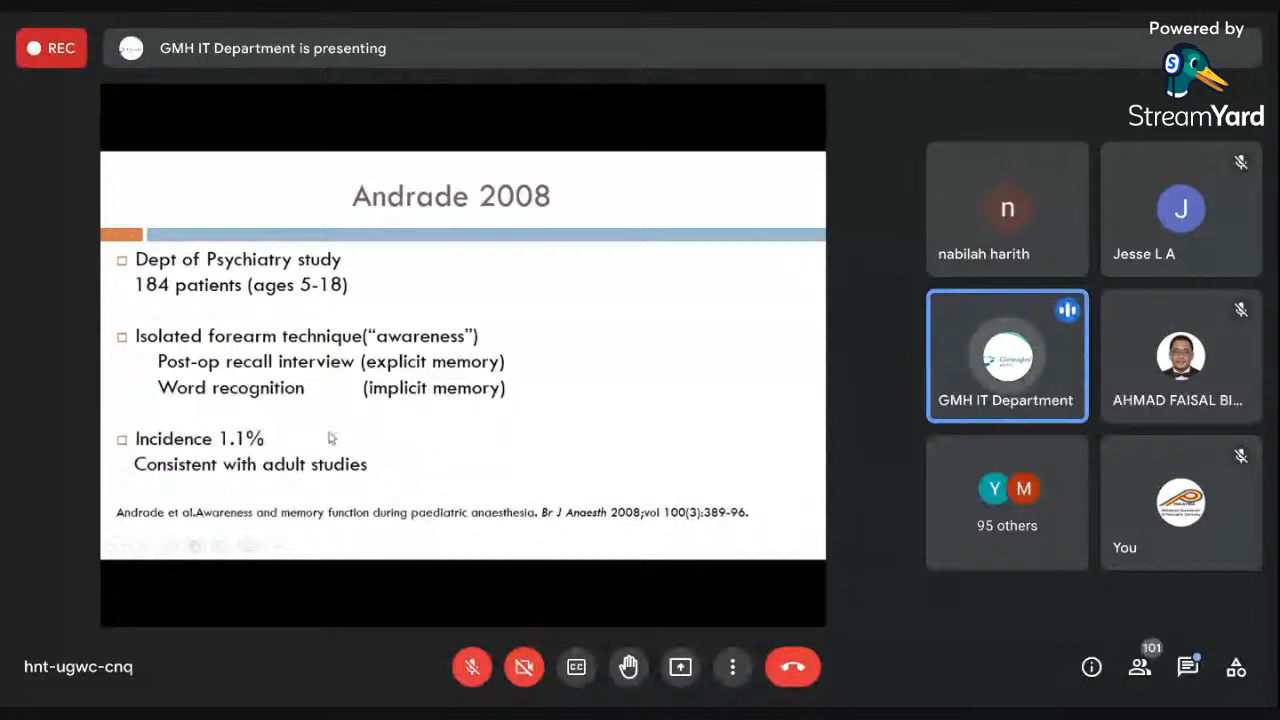 Powered by
StreamYard
REC
GMH IT Department is presenting
Andrade 2008
Dept of Psychiatry study
184 patients (ages 5-18)
Isolated forearm technique(“awareness”)
Post-op recall interview (explicit memory)
Word recognition (implicit memory)
Incidence 1.1%
Consistent with adult studies
Andrade et al.Awareness and memory function during paediatric anaesthesia. Br J Anaesth 2008;vol 100(3):389-96.
n
nabilah harith
J
Jesse L A
GMH IT Department
AHMAD FAISAL BI...
Y M
95 others
You
hnt-ugwc-cnq
CC
101